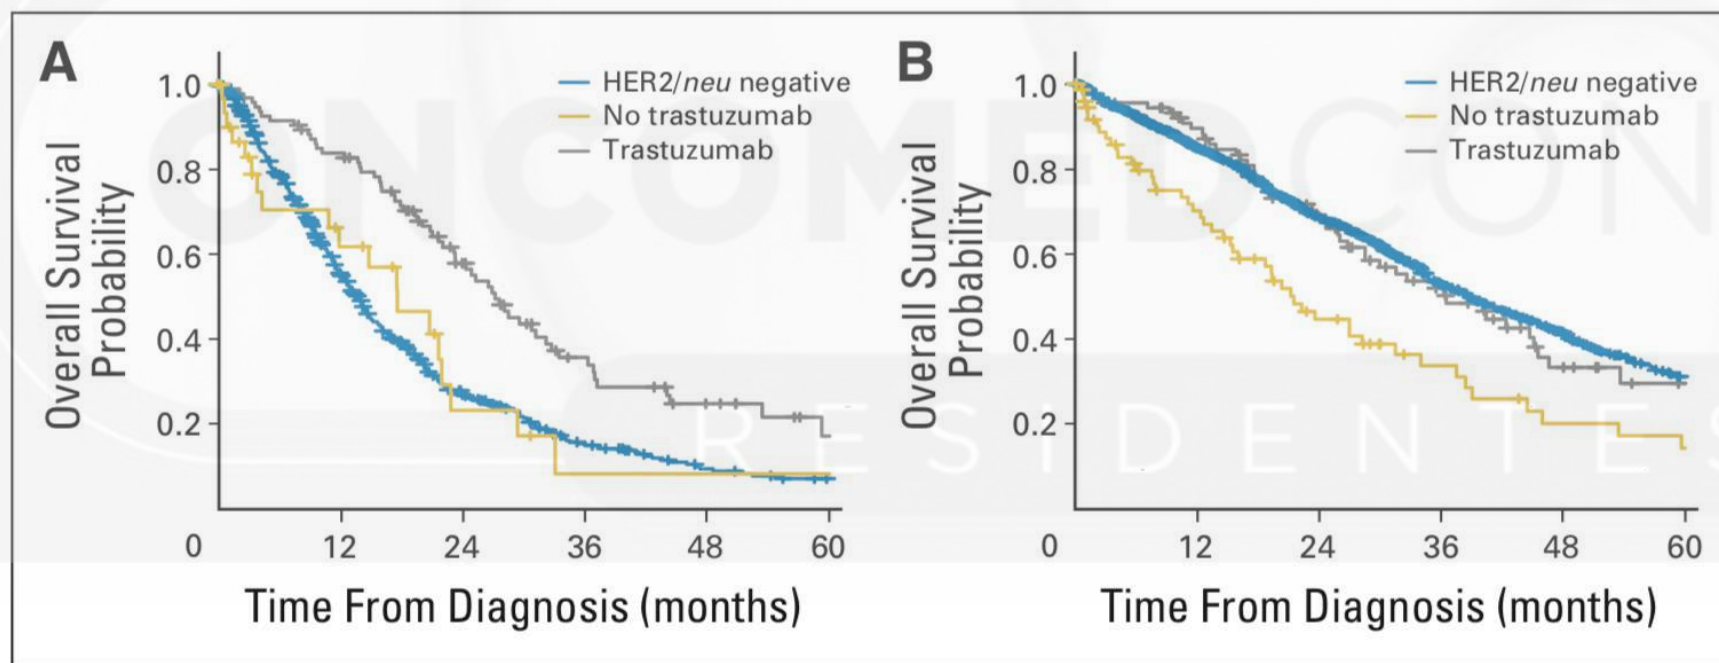 A
B
1.0
0.8
0.6
0.4
0.2
0
12
24
36
48
60
Overall Survival
Probability
Time From Diagnosis (months)
HER2/neu negative
No trastuzumab
Trastuzumab
1.0
0.8
0.6
0.4
0.2
0
12
24
36
48
60
Overall Survival
Probability
Time From Diagnosis (months)
HER2/neu negative
No trastuzumab
Trastuzumab
ONCOMEDCON
RESIDENTES